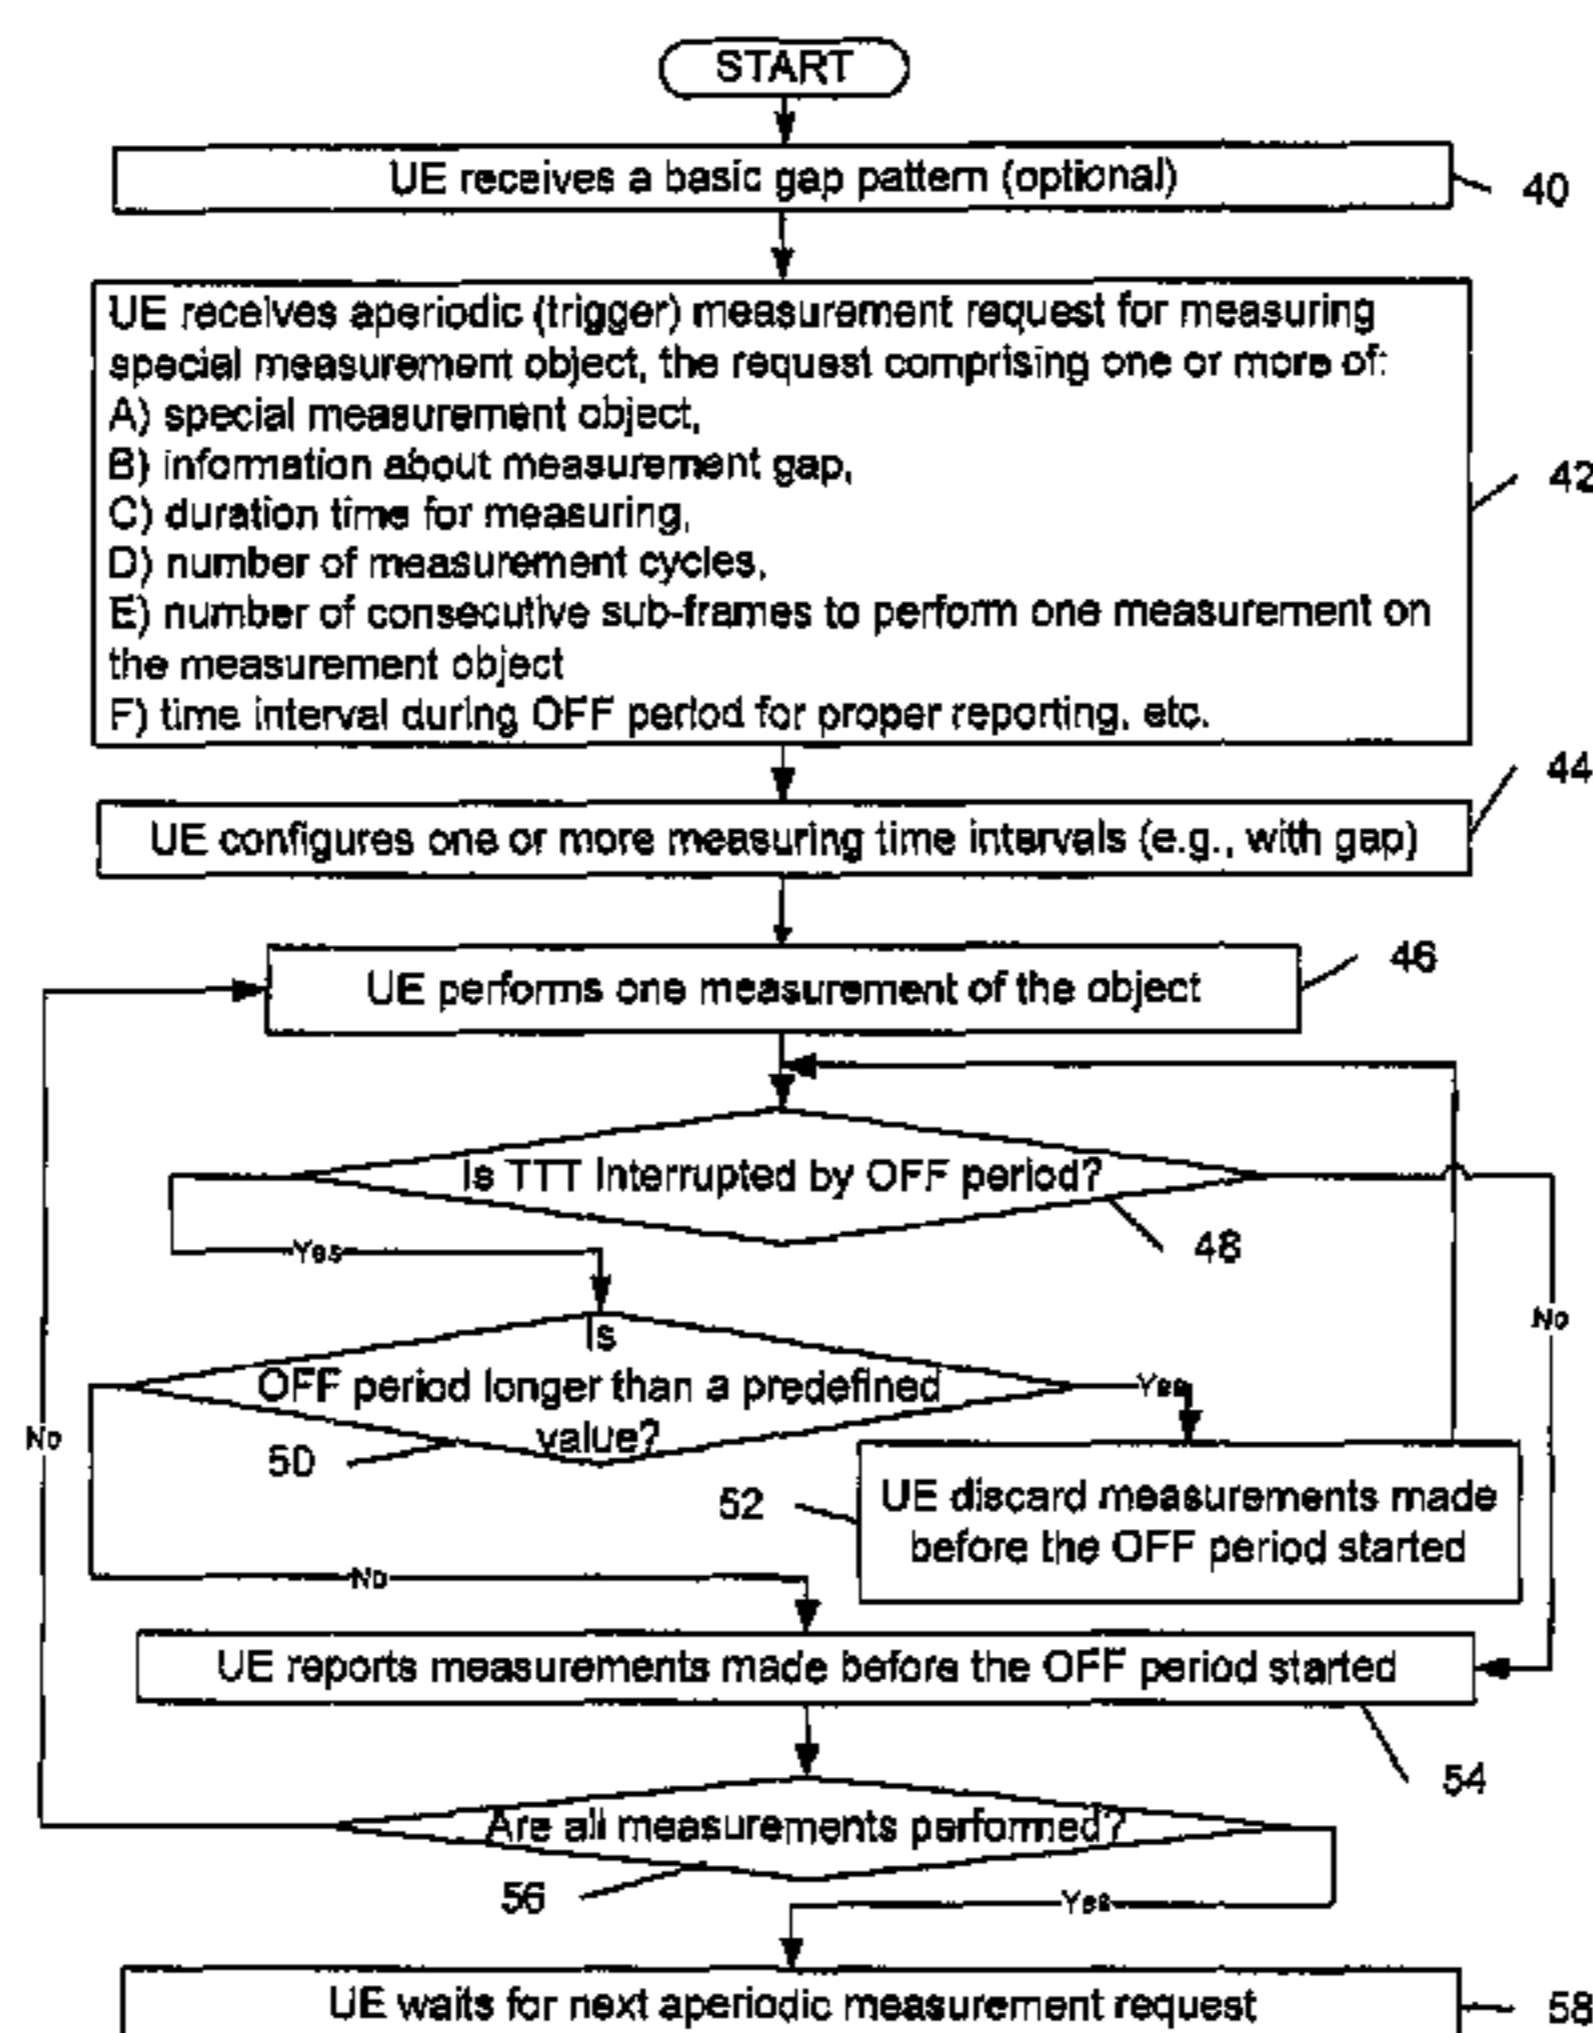 START
UE receives a basic gap pattern (optional)
40
UE receives aperiodic (trigger) measurement request for measuring
special measurement object, the request comprising one or more of:
A) special measurement object,
B) information about measurement gap,
C) duration time for measuring,
D) number of measurement cycles,
E) number of consecutive sub-frames to perform one measurement on
the measurement object
F) time interval during OFF period for proper reporting, etc.
42
44
UE configures one or more measuring time intervals (e.g., with gap)
46
UE performs one measurement of the object
Is TTT Interrupted by OFF period?
48
Yes
No
Is
OFF period longer than a predefined
value?
Yes
No
50
52
UE discard measurements made
before the OFF period started
No
UE reports measurements made before the OFF period started
54
Are all measurements performed?
56
Yes
UE waits for next aperiodic measurement request
58